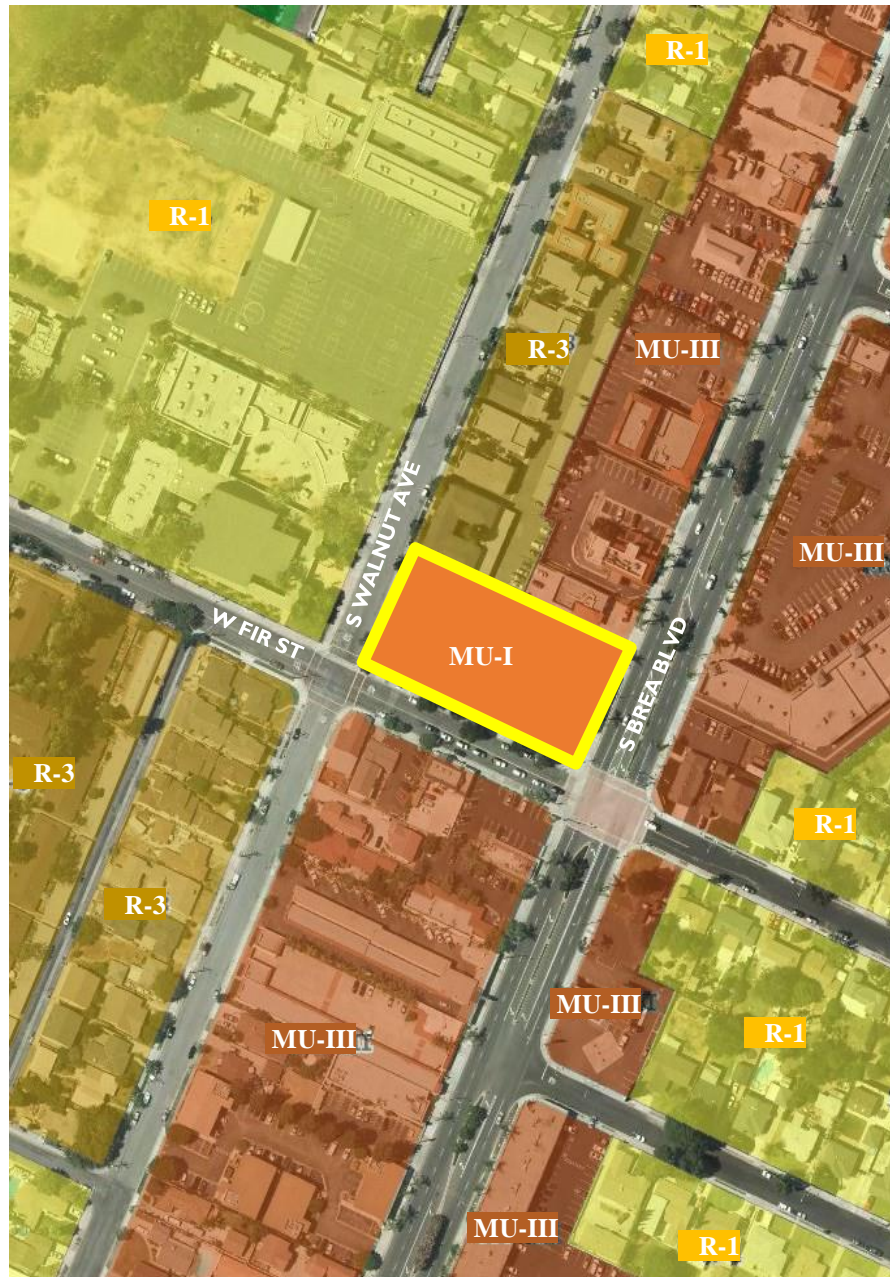 R-1
R-1
R-3
MU-III
S WALNUT AVE
MU-III
W FIR ST
MU-I
S BREA BLVD
R-3
R-1
R-3
MU-III
R-1
MU-III
MU-III
R-1